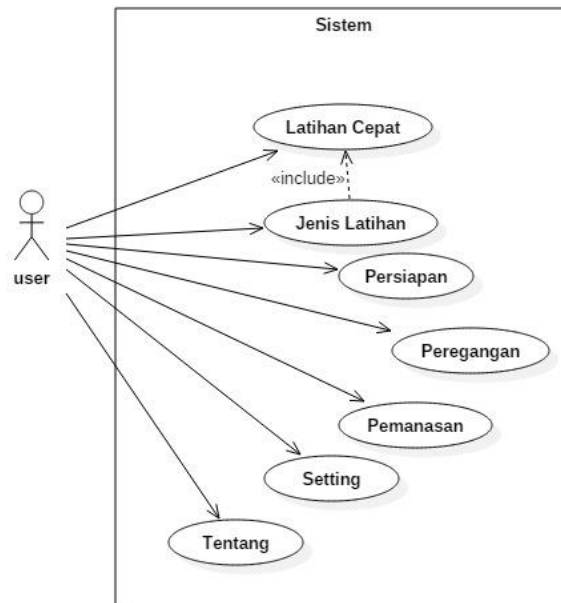 Sistem
Latihan Cepat
«include»
Jenis Latihan
user
Persiapan
Peregangan
Pemanasan
Setting
Tentang